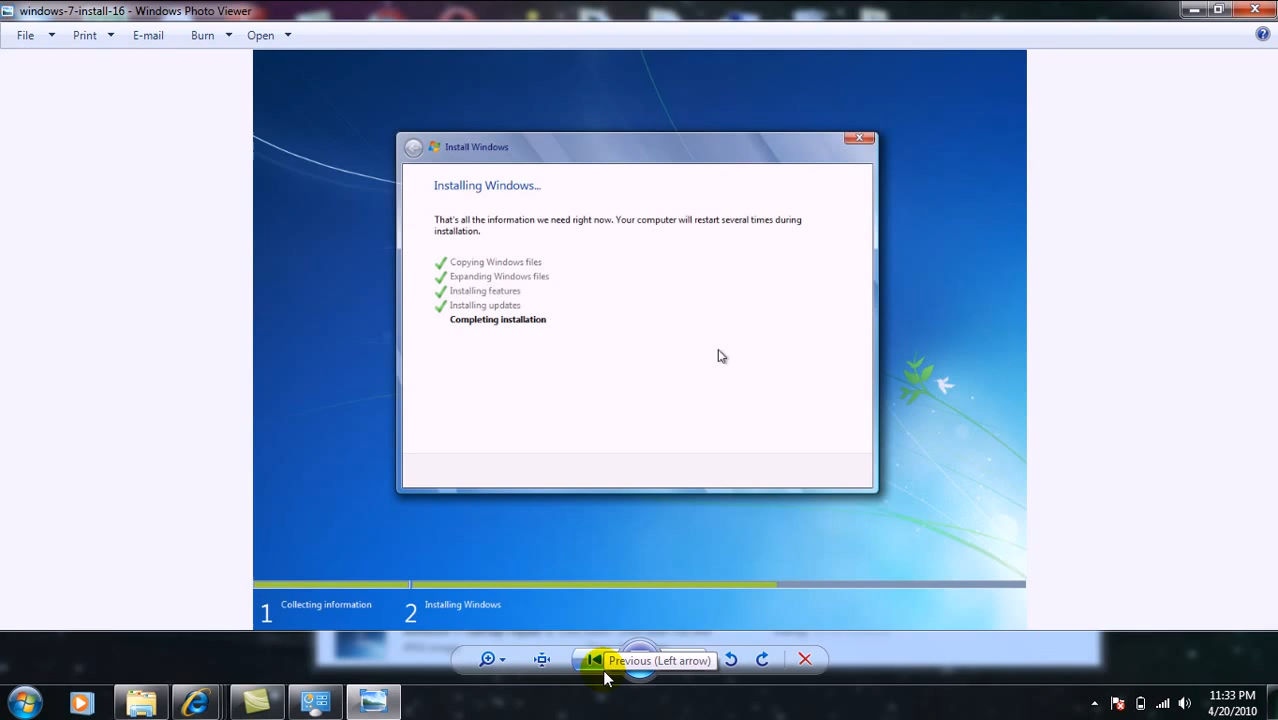 windows-7-install-16 - Windows Photo Viewer
File Print E-mail Burn Open
Install Windows
Installing Windows...
That's all the information we need right now. Your computer will restart several times during
installation.
Copying Windows files
Expanding Windows files
Installing features
Installing updates
Completing installation
1 Collecting information 2 Installing Windows
Previous (Left arrow)
11:33 PM
4/20/2010